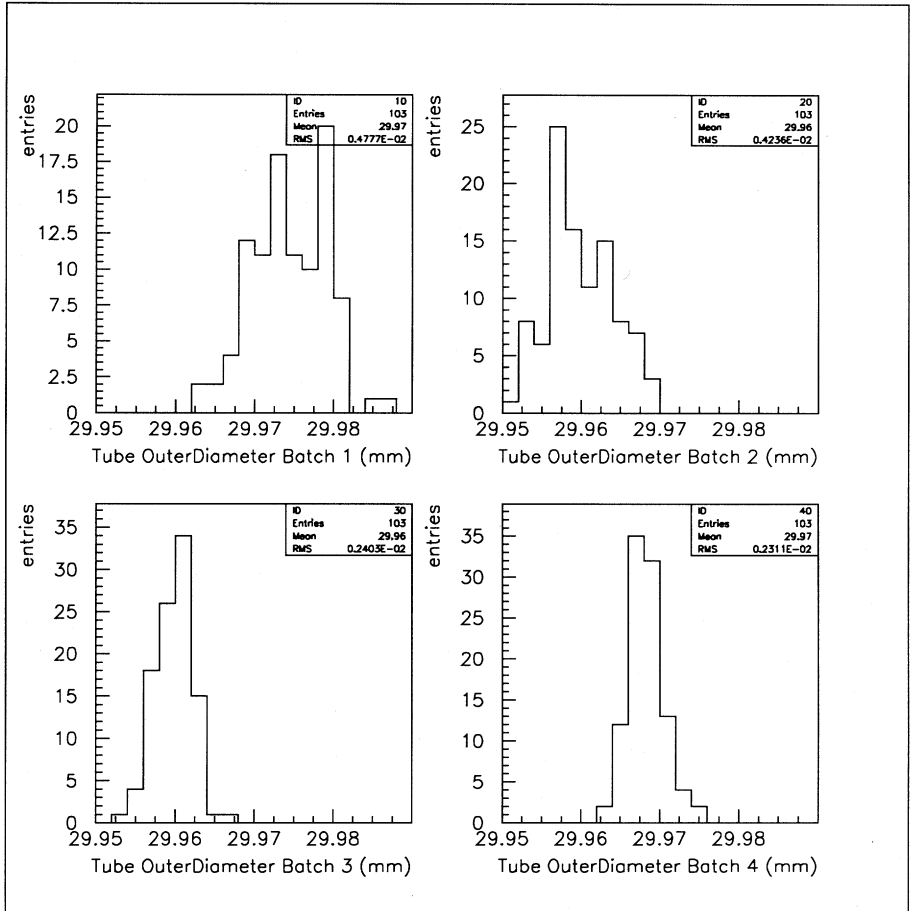 entries
ID 10
Entries 103
Mean 29.97
RMS 0.4777E-02
20
17.5
15
12.5
10
7.5
5
2.5
0
29.95 29.96 29.97 29.98
Tube OuterDiameter Batch 1 (mm)
entries
ID 20
Entries 103
Mean 29.96
RMS 0.4236E-02
25
20
15
10
5
0
29.95 29.96 29.97 29.98
Tube OuterDiameter Batch 2 (mm)
entries
ID 30
Entries 103
Mean 29.96
RMS 0.2403E-02
35
30
25
20
15
10
5
0
29.95 29.96 29.97 29.98
Tube OuterDiameter Batch 3 (mm)
entries
ID 40
Entries 103
Mean 29.97
RMS 0.2311E-02
35
30
25
20
15
10
5
0
29.95 29.96 29.97 29.98
Tube OuterDiameter Batch 4 (mm)